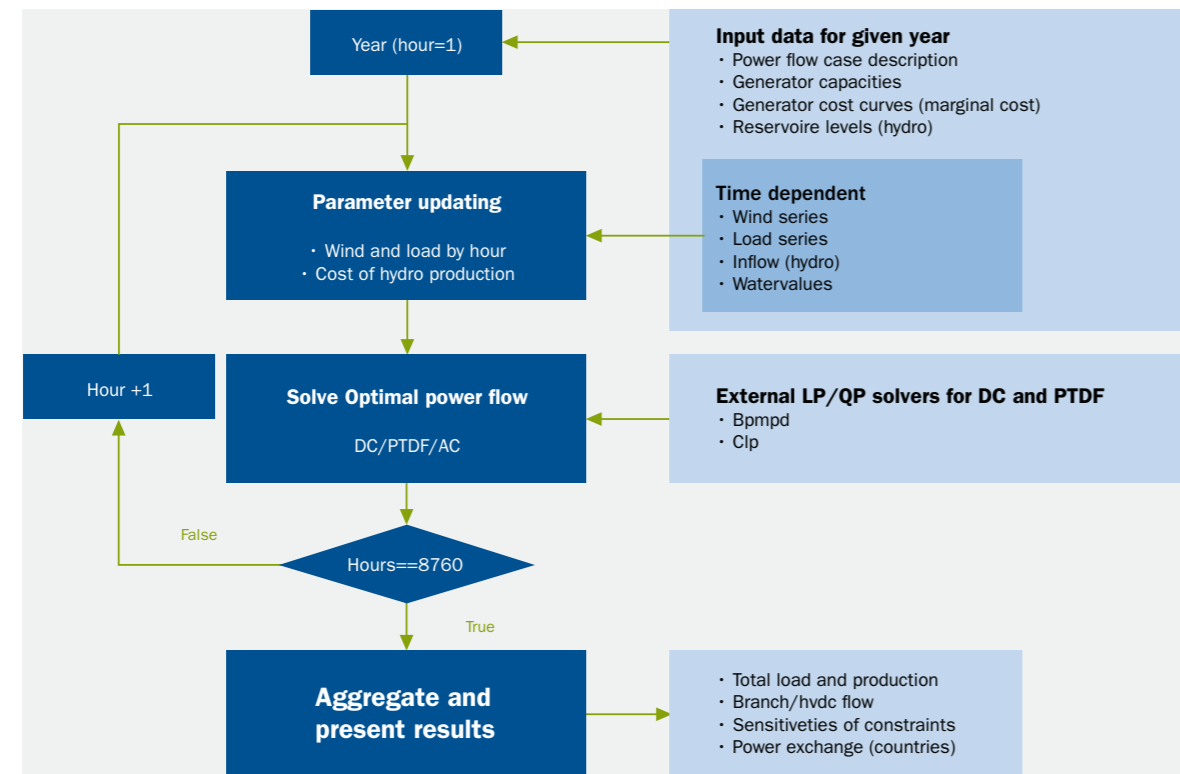 Year (hour=1)
Input data for given year
· Power flow case description
· Generator capacities
· Generator cost curves (marginal cost)
· Reservoire levels (hydro)
Parameter updating
· Wind and load by hour
· Cost of hydro production
Time dependent
· Wind series
· Load series
· Inflow (hydro)
· Watervalues
Hour +1
Solve Optimal power flow
DC/PTDF/AC
External LP/QP solvers for DC and PTDF
· Bpmpd
· Clp
False
Hours==8760
True
Aggregate and
present results
· Total load and production
· Branch/hvdc flow
· Sensitiveties of constraints
· Power exchange (countries)